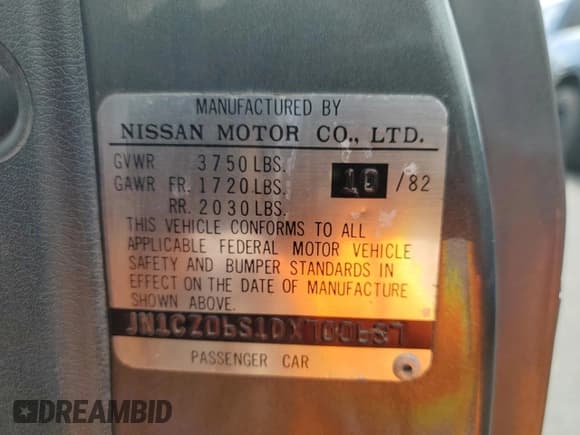 MANUFACTURED BY
NISSAN MOTOR CO., LTD.
GVWR 3750 LBS. 10 /82
GAWR FR. 1720 LBS.
RR. 2030 LBS.
THIS VEHICLE CONFORMS TO ALL
APPLICABLE FEDERAL MOTOR VEHICLE
SAFETY AND BUMPER STANDARDS IN
EFFECT ON THE DATE OF MANUFACTURE
SHOWN ABOVE.
PASSENGER CAR
DREAMBID